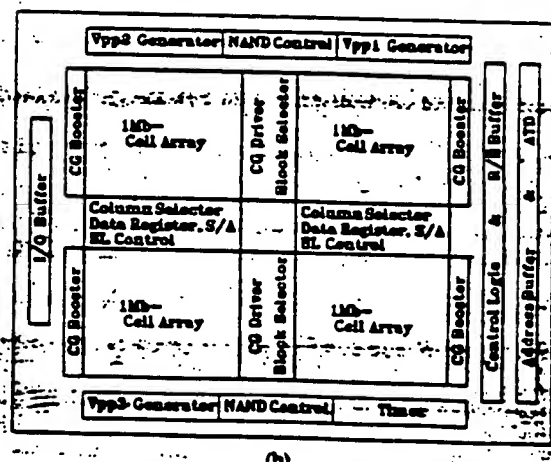 Vpp2 Generator NAND Control Vpp1 Generator
CG Booster
1Mb-
Cell Array
CG Driver
Block Selector
1Mb-
Cell Array
CG Booster
I/O Buffer
Column Selector
Data Register, S/A
BL Control
Column Selector
Data Register, S/A
BL Control
CG Booster
1Mb-
Cell Array
CG Driver
Block Selector
1Mb-
Cell Array
CG Booster
Control Logic & R/B Buffer
Address Buffer & ATD
Vpp3 Generator NAND Control Timer
(b)